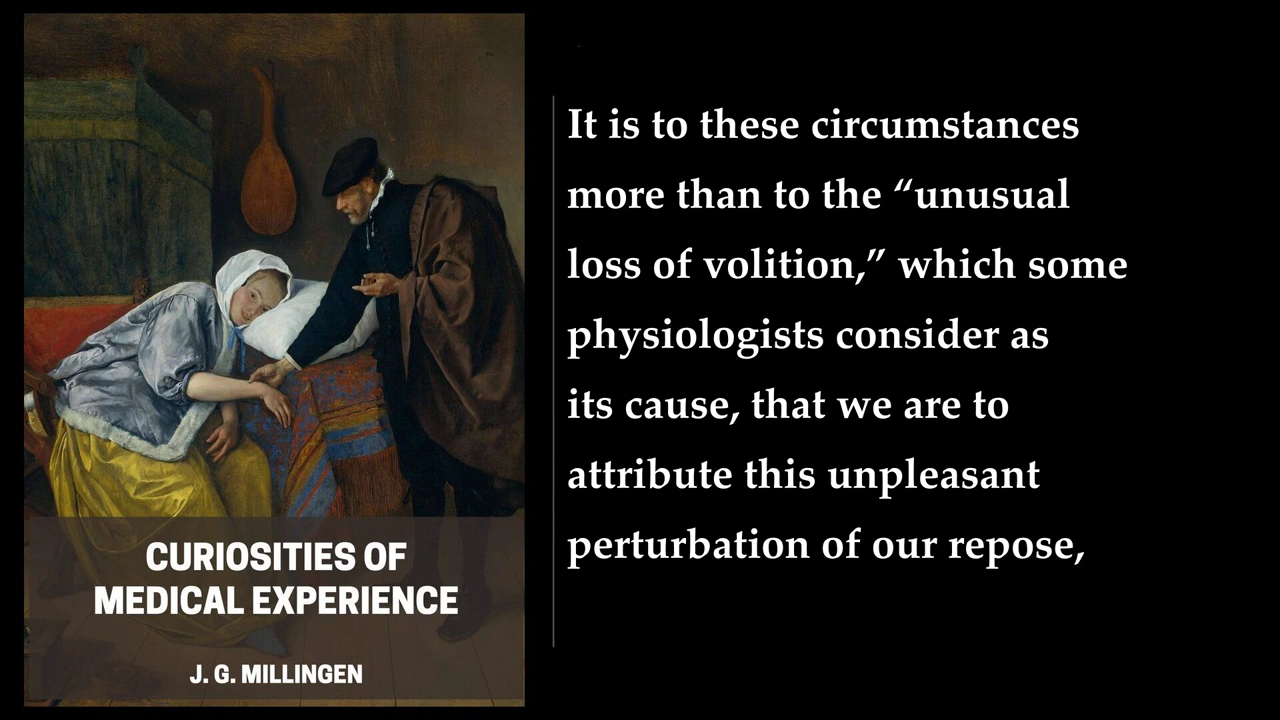 CURIOSITIES OF
MEDICAL EXPERIENCE
J. G. MILLINGEN
It is to these circumstances
more than to the “unusual
loss of volition,” which some
physiologists consider as
its cause, that we are to
attribute this unpleasant
perturbation of our repose,